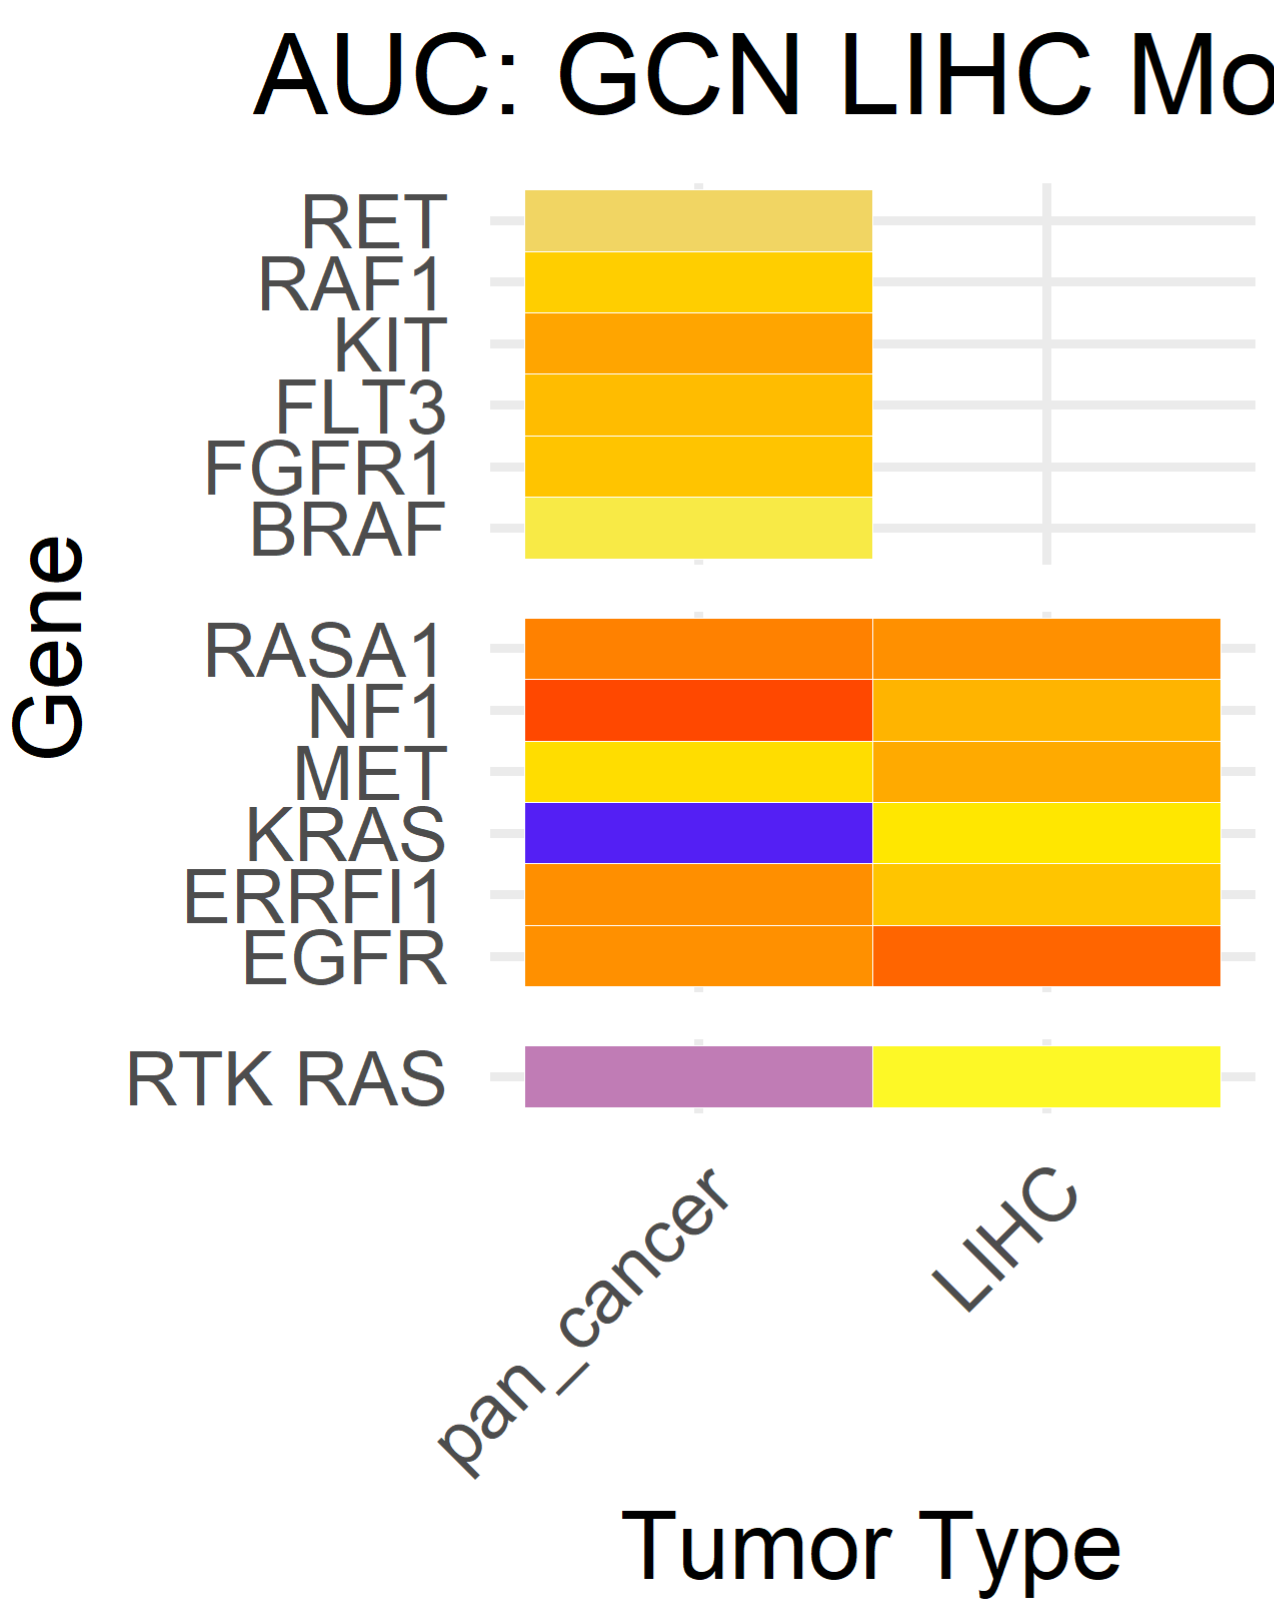 AUC: GCN LIHC Mo
RET
RAF1
KIT
FLT3
FGFR1
BRAF
Gene
RASA1
NF1
MET
KRAS
ERRFI1
EGFR
RTK RAS
pan_cancer
LIHC
Tumor Type